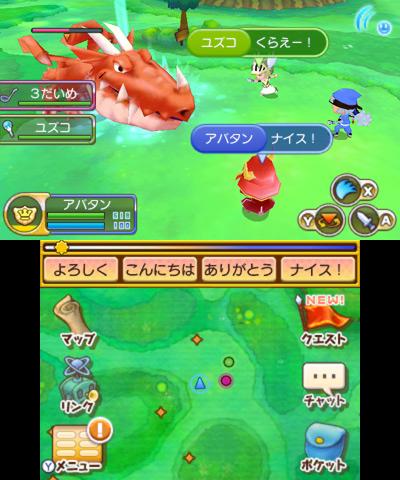 ユズコ くらえー！
3だいめ
ユズコ
アバタン ナイス！
アバタン
100
X
Y A
よろしく こんにちは ありがとう ナイス！
NEW!
マップ クエスト
リンク チャット
Y メニュー ポケット